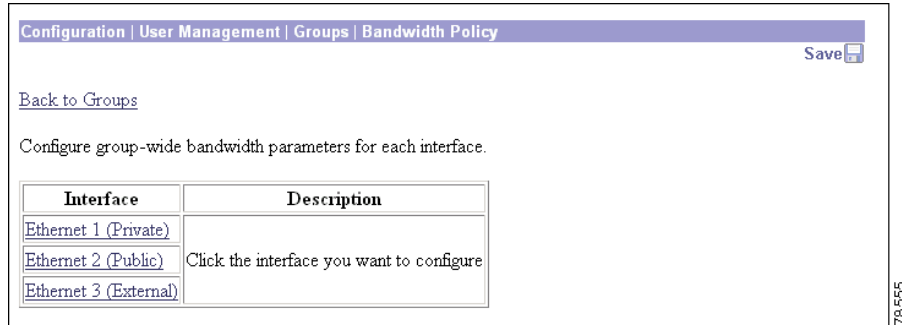 Configuration | User Management | Groups | Bandwidth Policy
Save
Back to Groups
Configure group-wide bandwidth parameters for each interface.
Interface Description
Ethernet 1 (Private)
Ethernet 2 (Public) Click the interface you want to configure
Ethernet 3 (External)
78555